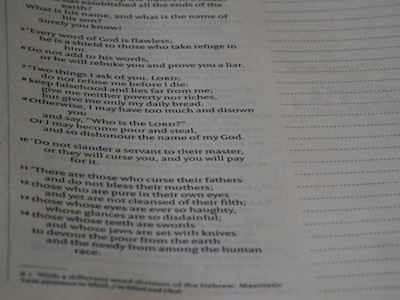 has established all the ends of the
earth?
What is his name, and what is the name of
his son?
Surely you know!
5 'Every word of God is flawless;
he is a shield to those who take refuge in
him.
6 Do not add to his words,
or he will rebuke you and prove you a liar.
7 'Two things I ask of you, LORD;
do not refuse me before I die:
8 keep falsehood and lies far from me;
give me neither poverty nor riches,
but give me only my daily bread.
9 Otherwise, I may have too much and disown
you
and say, "Who is the LORD?"
Or I may become poor and steal,
and so dishonour the name of my God.
10 'Do not slander a servant to their master,
or they will curse you, and you will pay
for it.
11 'There are those who curse their fathers
and do not bless their mothers;
12 those who are pure in their own eyes
and yet are not cleansed of their filth;
13 those whose eyes are ever so haughty,
whose glances are so disdainful;
14 those whose teeth are swords
and whose jaws are set with knives
to devour the poor from the earth
and the needy from among the human
race.
With a different word division of the Hebrew; Masoretic